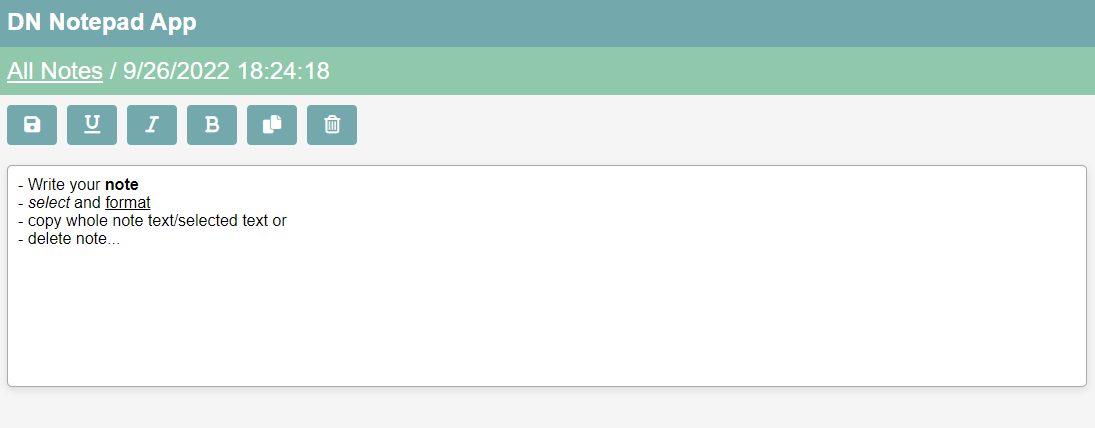 DN Notepad App
All Notes / 9/26/2022 18:24:18
U I B
- Write your note
- select and format
- copy whole note text/selected text or
- delete note...